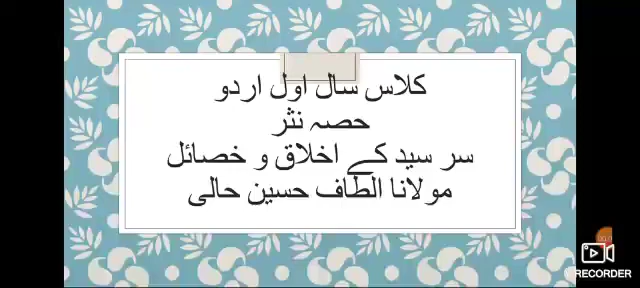 کلاس سال اول اردو
حصہ نثر
سر سید کے اخلاق و خصائل
مولانا الطاف حسین حالی
RECORDER